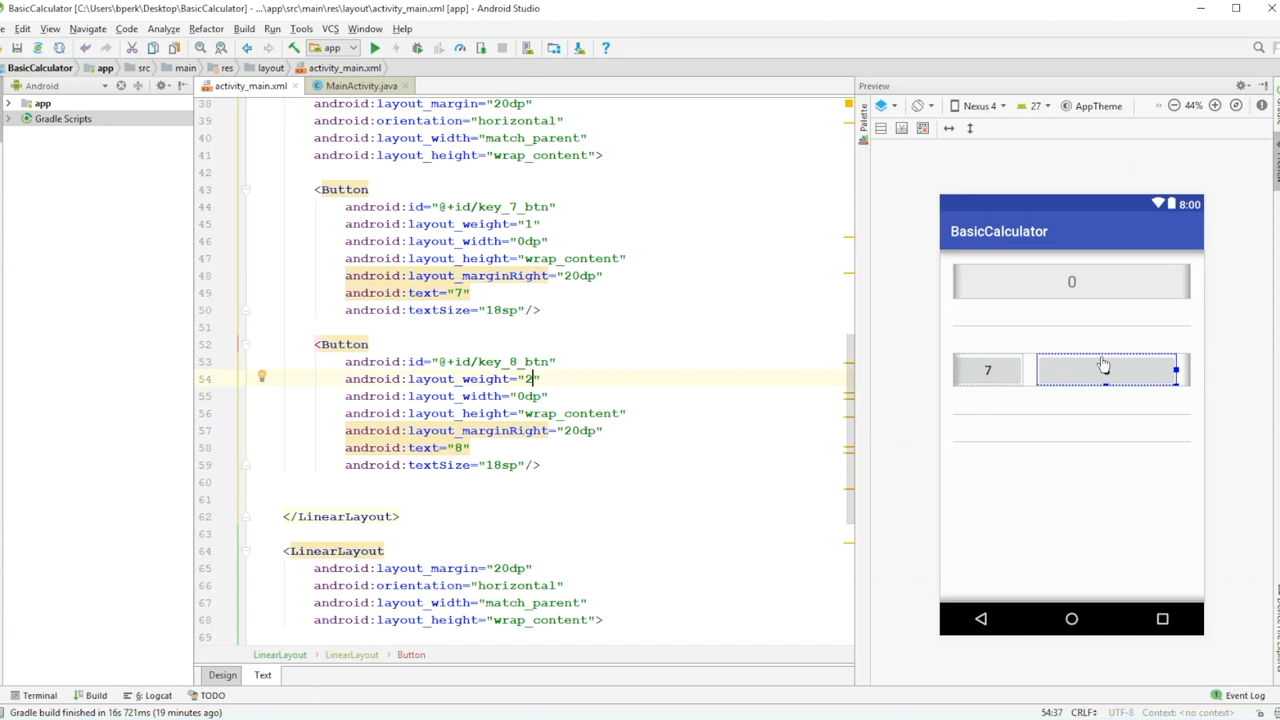 BasicCalculator [C:\Users\bperk\Desktop\BasicCalculator] - ...\app\src\main\res\layout\activity_main.xml [app] - Android Studio
Edit View Navigate Code Analyze Refactor Build Run Tools VCS Window Help
app
BasicCalculator app src main res layout activity_main.xml
Android
activity_main.xml
MainActivity.java
Preview
app
Gradle Scripts
Palette
Nexus 4 27 AppTheme 44%
38 android:layout_margin="20dp"
39 android:orientation="horizontal"
40 android:layout_width="match_parent"
41 android:layout_height="wrap_content">
42
43 <Button
44 android:id="@+id/key_7_btn"
45 android:layout_weight="1"
46 android:layout_width="0dp"
47 android:layout_height="wrap_content"
48 android:layout_marginRight="20dp"
49 android:text="7"
50 android:textSize="18sp"/>
51
52 <Button
53 android:id="@+id/key_8_btn"
54 android:layout_weight="2"
55 android:layout_width="0dp"
56 android:layout_height="wrap_content"
57 android:layout_marginRight="20dp"
58 android:text="8"
59 android:textSize="18sp"/>
60
61
62 </LinearLayout>
63
64 <LinearLayout
65 android:layout_margin="20dp"
66 android:orientation="horizontal"
67 android:layout_width="match_parent"
68 android:layout_height="wrap_content">
69
8:00
BasicCalculator
0
7
LinearLayout › LinearLayout › Button
Design Text
Terminal Build 6: Logcat TODO
1 Event Log
Gradle build finished in 16s 721ms (19 minutes ago)
54:37 CRLF UTF-8 Context: <no context>